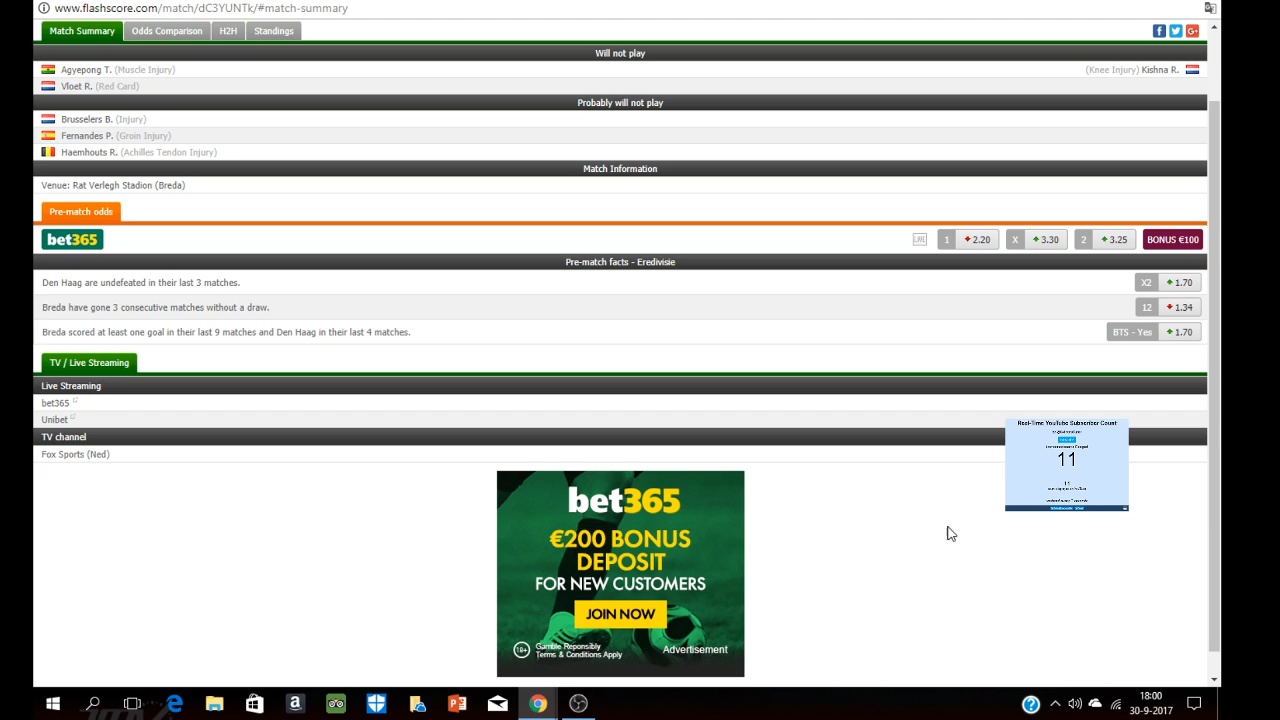 www.flashscore.com/match/dC3YUNTk/#match-summary
Match Summary Odds Comparison H2H Standings
Will not play
Agyepong T. (Muscle Injury) (Knee Injury) Kishna R.
Vloet R. (Red Card)
Probably will not play
Brusselers B. (Injury)
Fernandes P. (Groin Injury)
Haemhouts R. (Achilles Tendon Injury)
Match Information
Venue: Rat Verlegh Stadion (Breda)
Pre-match odds
bet365 LIVE 1 2.20 X 3.30 2 3.25 BONUS €100
Pre-match facts - Eredivisie
Den Haag are undefeated in their last 3 matches. X2 1.70
Breda have gone 3 consecutive matches without a draw. 12 1.34
Breda scored at least one goal in their last 9 matches and Den Haag in their last 4 matches. BTS - Yes 1.70
TV / Live Streaming
Live Streaming
bet365
Unibet
TV channel
Fox Sports (Ned)
Real-Time YouTube Subscriber Count
11
bet365
€200 BONUS
DEPOSIT
FOR NEW CUSTOMERS
JOIN NOW
18+ Gamble Reponsibly
Terms & Conditions Apply
Advertisement
18:00
30-9-2017